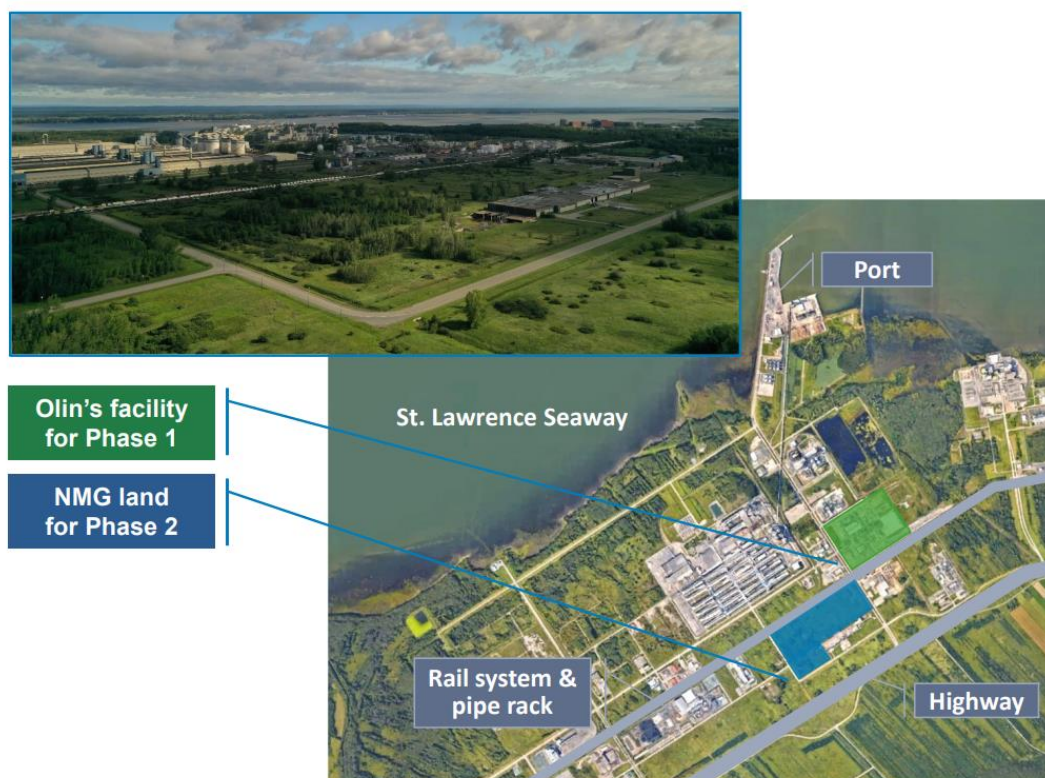 Port
Olin's facility
for Phase 1
St. Lawrence Seaway
NMG land
for Phase 2
Rail system &
pipe rack
Highway